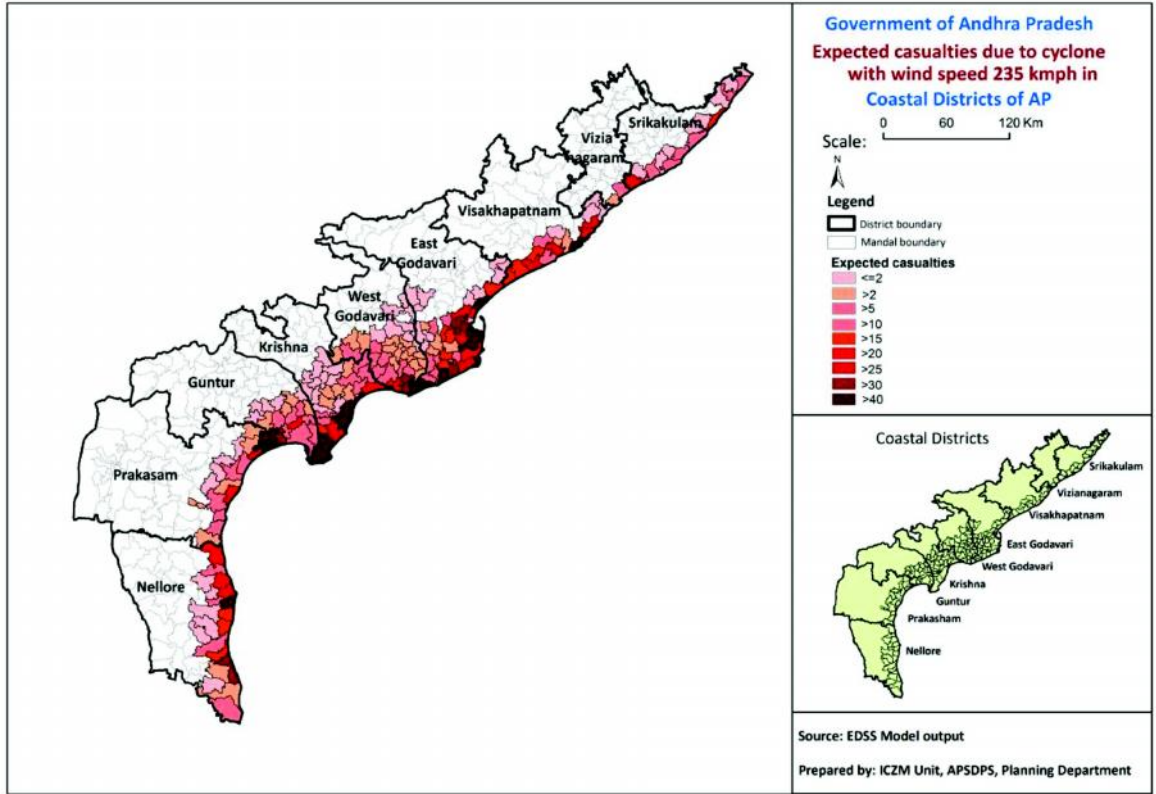 Government of Andhra Pradesh
Expected casualties due to cyclone
with wind speed 235 kmph in
Coastal Districts of AP
0 60 120 Km
Scale:
N
Legend
District boundary
Mandal boundary
Expected casualties
<=2
>2
>5
>10
>15
>20
>25
>30
>40
Srikakulam
Vizia
nagaram
Visakhapatnam
East
Godavari
West
Godavari
Krishna
Guntur
Prakasam
Nellore
Coastal Districts
Srikakulam
Vizianagaram
Visakhapatnam
East Godavari
West Godavari
Krishna
Guntur
Prakasham
Nellore
Source: EDSS Model output
Prepared by: ICZM Unit, APSDPS, Planning Department